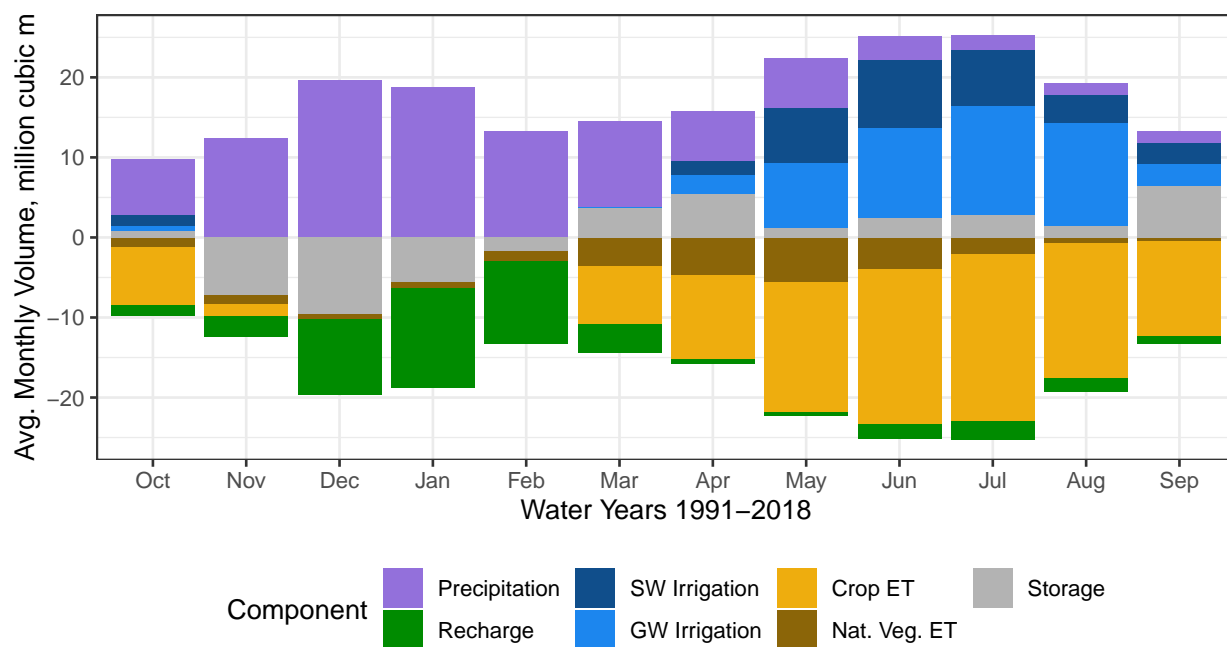 Avg. Monthly Volume, million cubic m
20
10
0
−10
−20
Oct Nov Dec Jan Feb Mar Apr May Jun Jul Aug Sep
Water Years 1991−2018
Component
Precipitation SW Irrigation Crop ET Storage
Recharge GW Irrigation Nat. Veg. ET